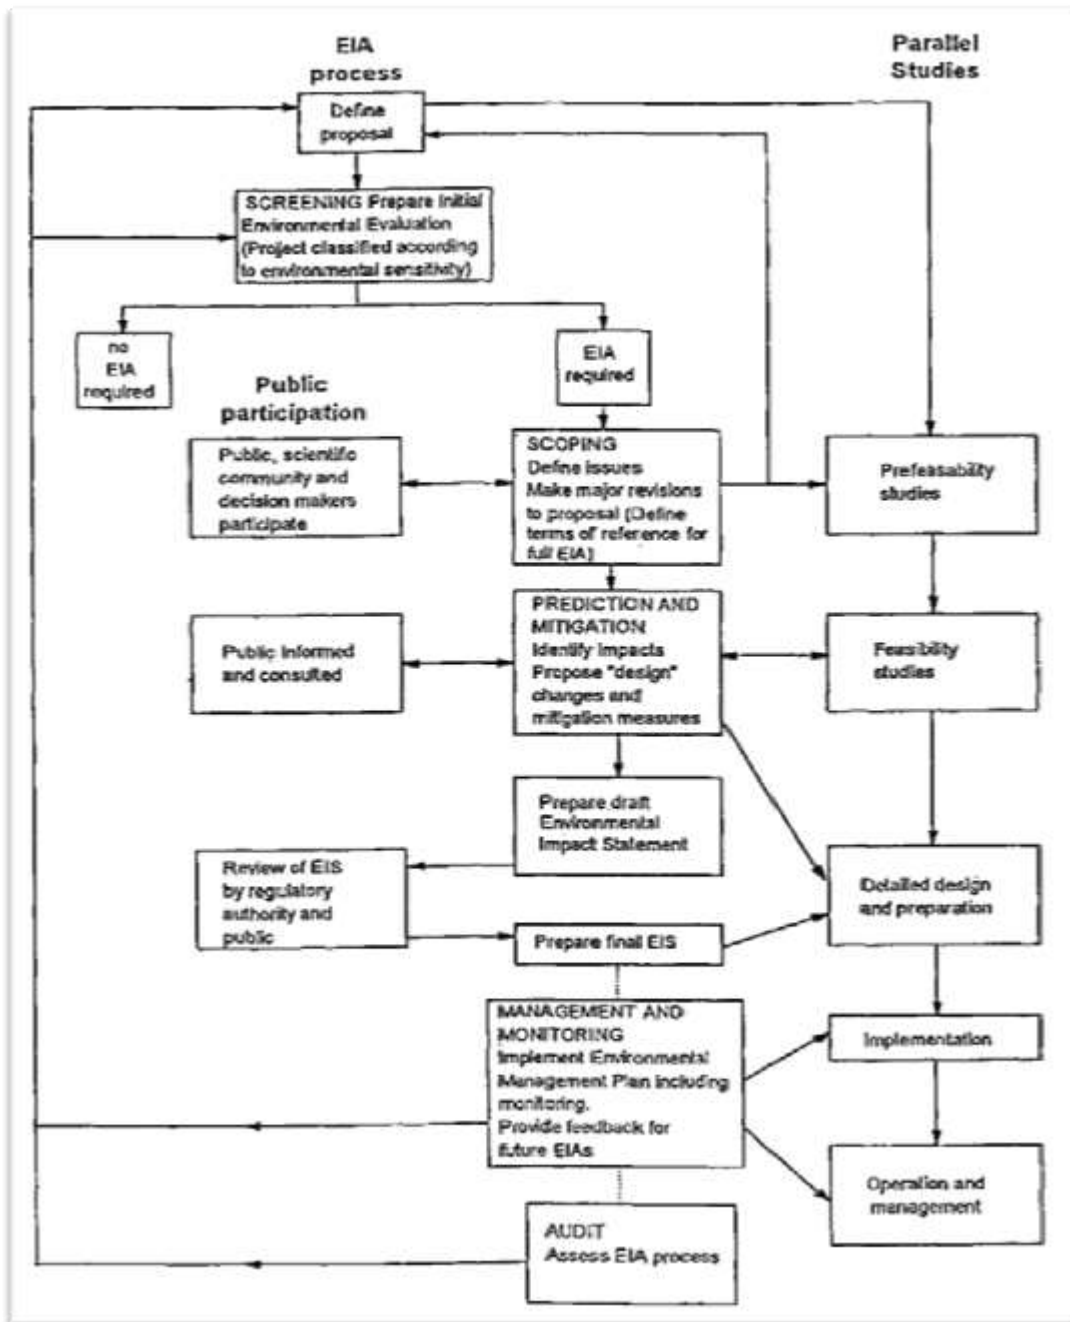 EIA
process
Parallel
Studies
Define
proposal
SCREENING Prepare Initial
Environmental Evaluation
(Project classified according
to environmental sensitivity)
no
EIA
required
EIA
required
Public
participation
Public, scientific
community and
decision makers
participate
SCOPING
Define issues
Make major revisions
to proposal (Define
terms of reference for
full EIA)
Prefeasability
studies
Public informed
and consulted
PREDICTION AND
MITIGATION
Identify impacts
Propose "design"
changes and
mitigation measures
Feasibility
studies
Prepare draft
Environmental
Impact Statement
Review of EIS
by regulatory
authority and
public
Detailed design
and preparation
Prepare final EIS
MANAGEMENT AND
MONITORING
Implement Environmental
Management Plan including
monitoring.
Provide feedback for
future EIAs
Implementation
Operation and
management
AUDIT
Assess EIA process